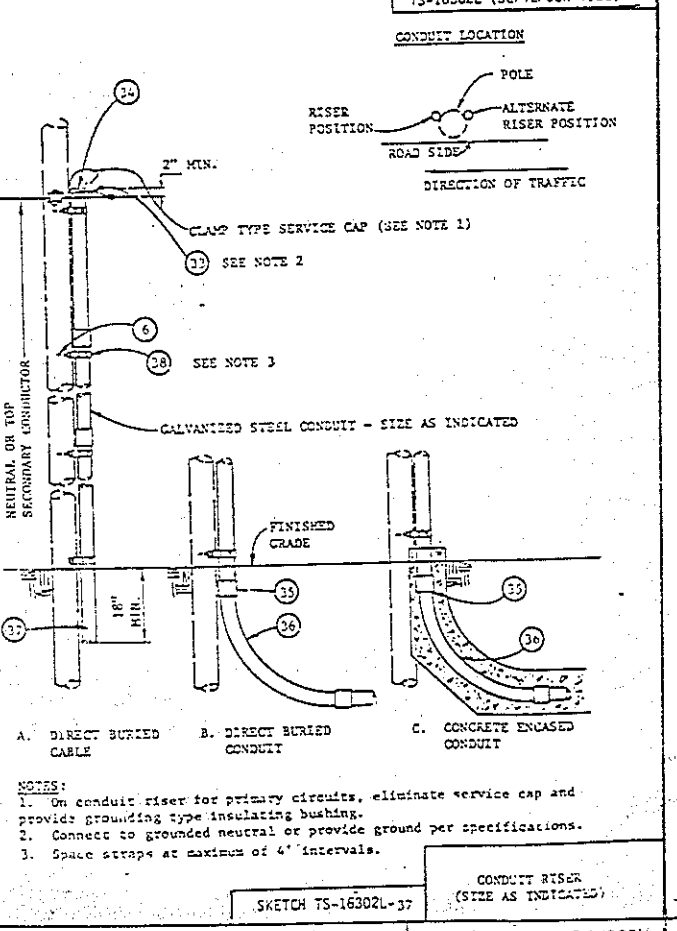 CONDUIT LOCATION
POLE
RISER
POSITION
ALTERNATE
RISER POSITION
ROAD SIDE
DIRECTION OF TRAFFIC
34
2" MIN.
CLAMP TYPE SERVICE CAP (SEE NOTE 1)
33 SEE NOTE 2
6
38 SEE NOTE 3
NEUTRAL OR TOP
SECONDARY CONDUCTOR
GALVANIZED STEEL CONDUIT - SIZE AS INDICATED
FINISHED
GRADE
18"
MIN.
37
35
36
35
36
A. DIRECT BURIED
CABLE
B. DIRECT BURIED
CONDUIT
C. CONCRETE ENCASED
CONDUIT
NOTES:
1. On conduit riser for primary circuits, eliminate service cap and
provide grounding type insulating bushing.
2. Connect to grounded neutral or provide ground per specifications.
3. Space straps at maximum of 4' intervals.
SKETCH TS-16302L-37
CONDUIT RISER
(SIZE AS INDICATED)